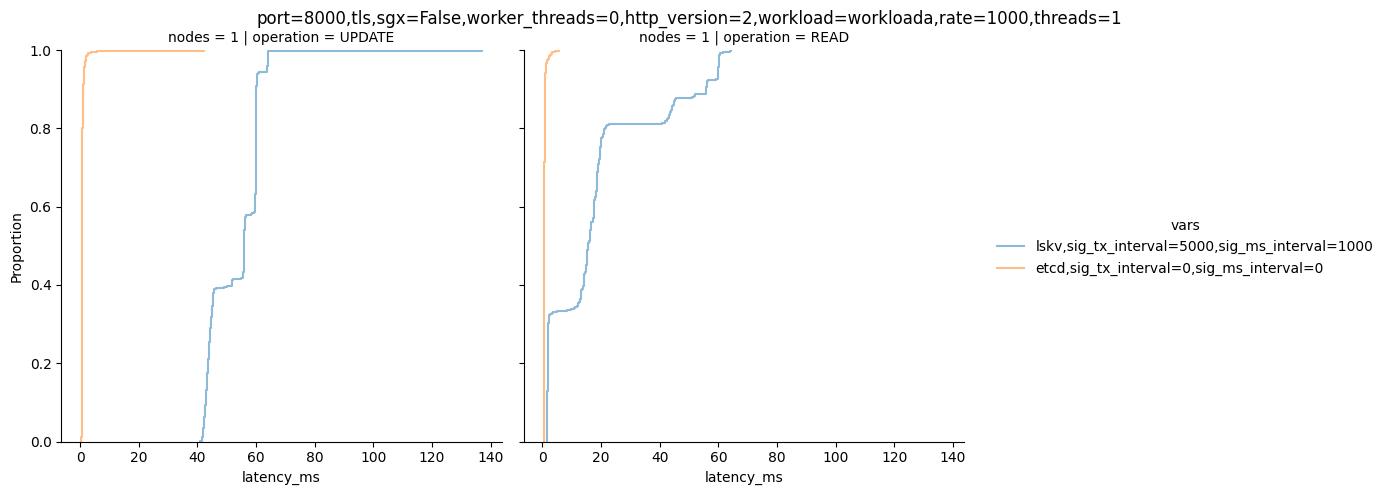 port=8000,tls,sgx=False,worker_threads=0,http_version=2,workload=workloada,rate=1000,threads=1
nodes = 1 | operation = UPDATE
nodes = 1 | operation = READ
1.0
0.8
0.6
0.4
0.2
0.0
Proportion
0 20 40 60 80 100 120 140
latency_ms
0 20 40 60 80 100 120 140
latency_ms
vars
lskv,sig_tx_interval=5000,sig_ms_interval=1000
etcd,sig_tx_interval=0,sig_ms_interval=0